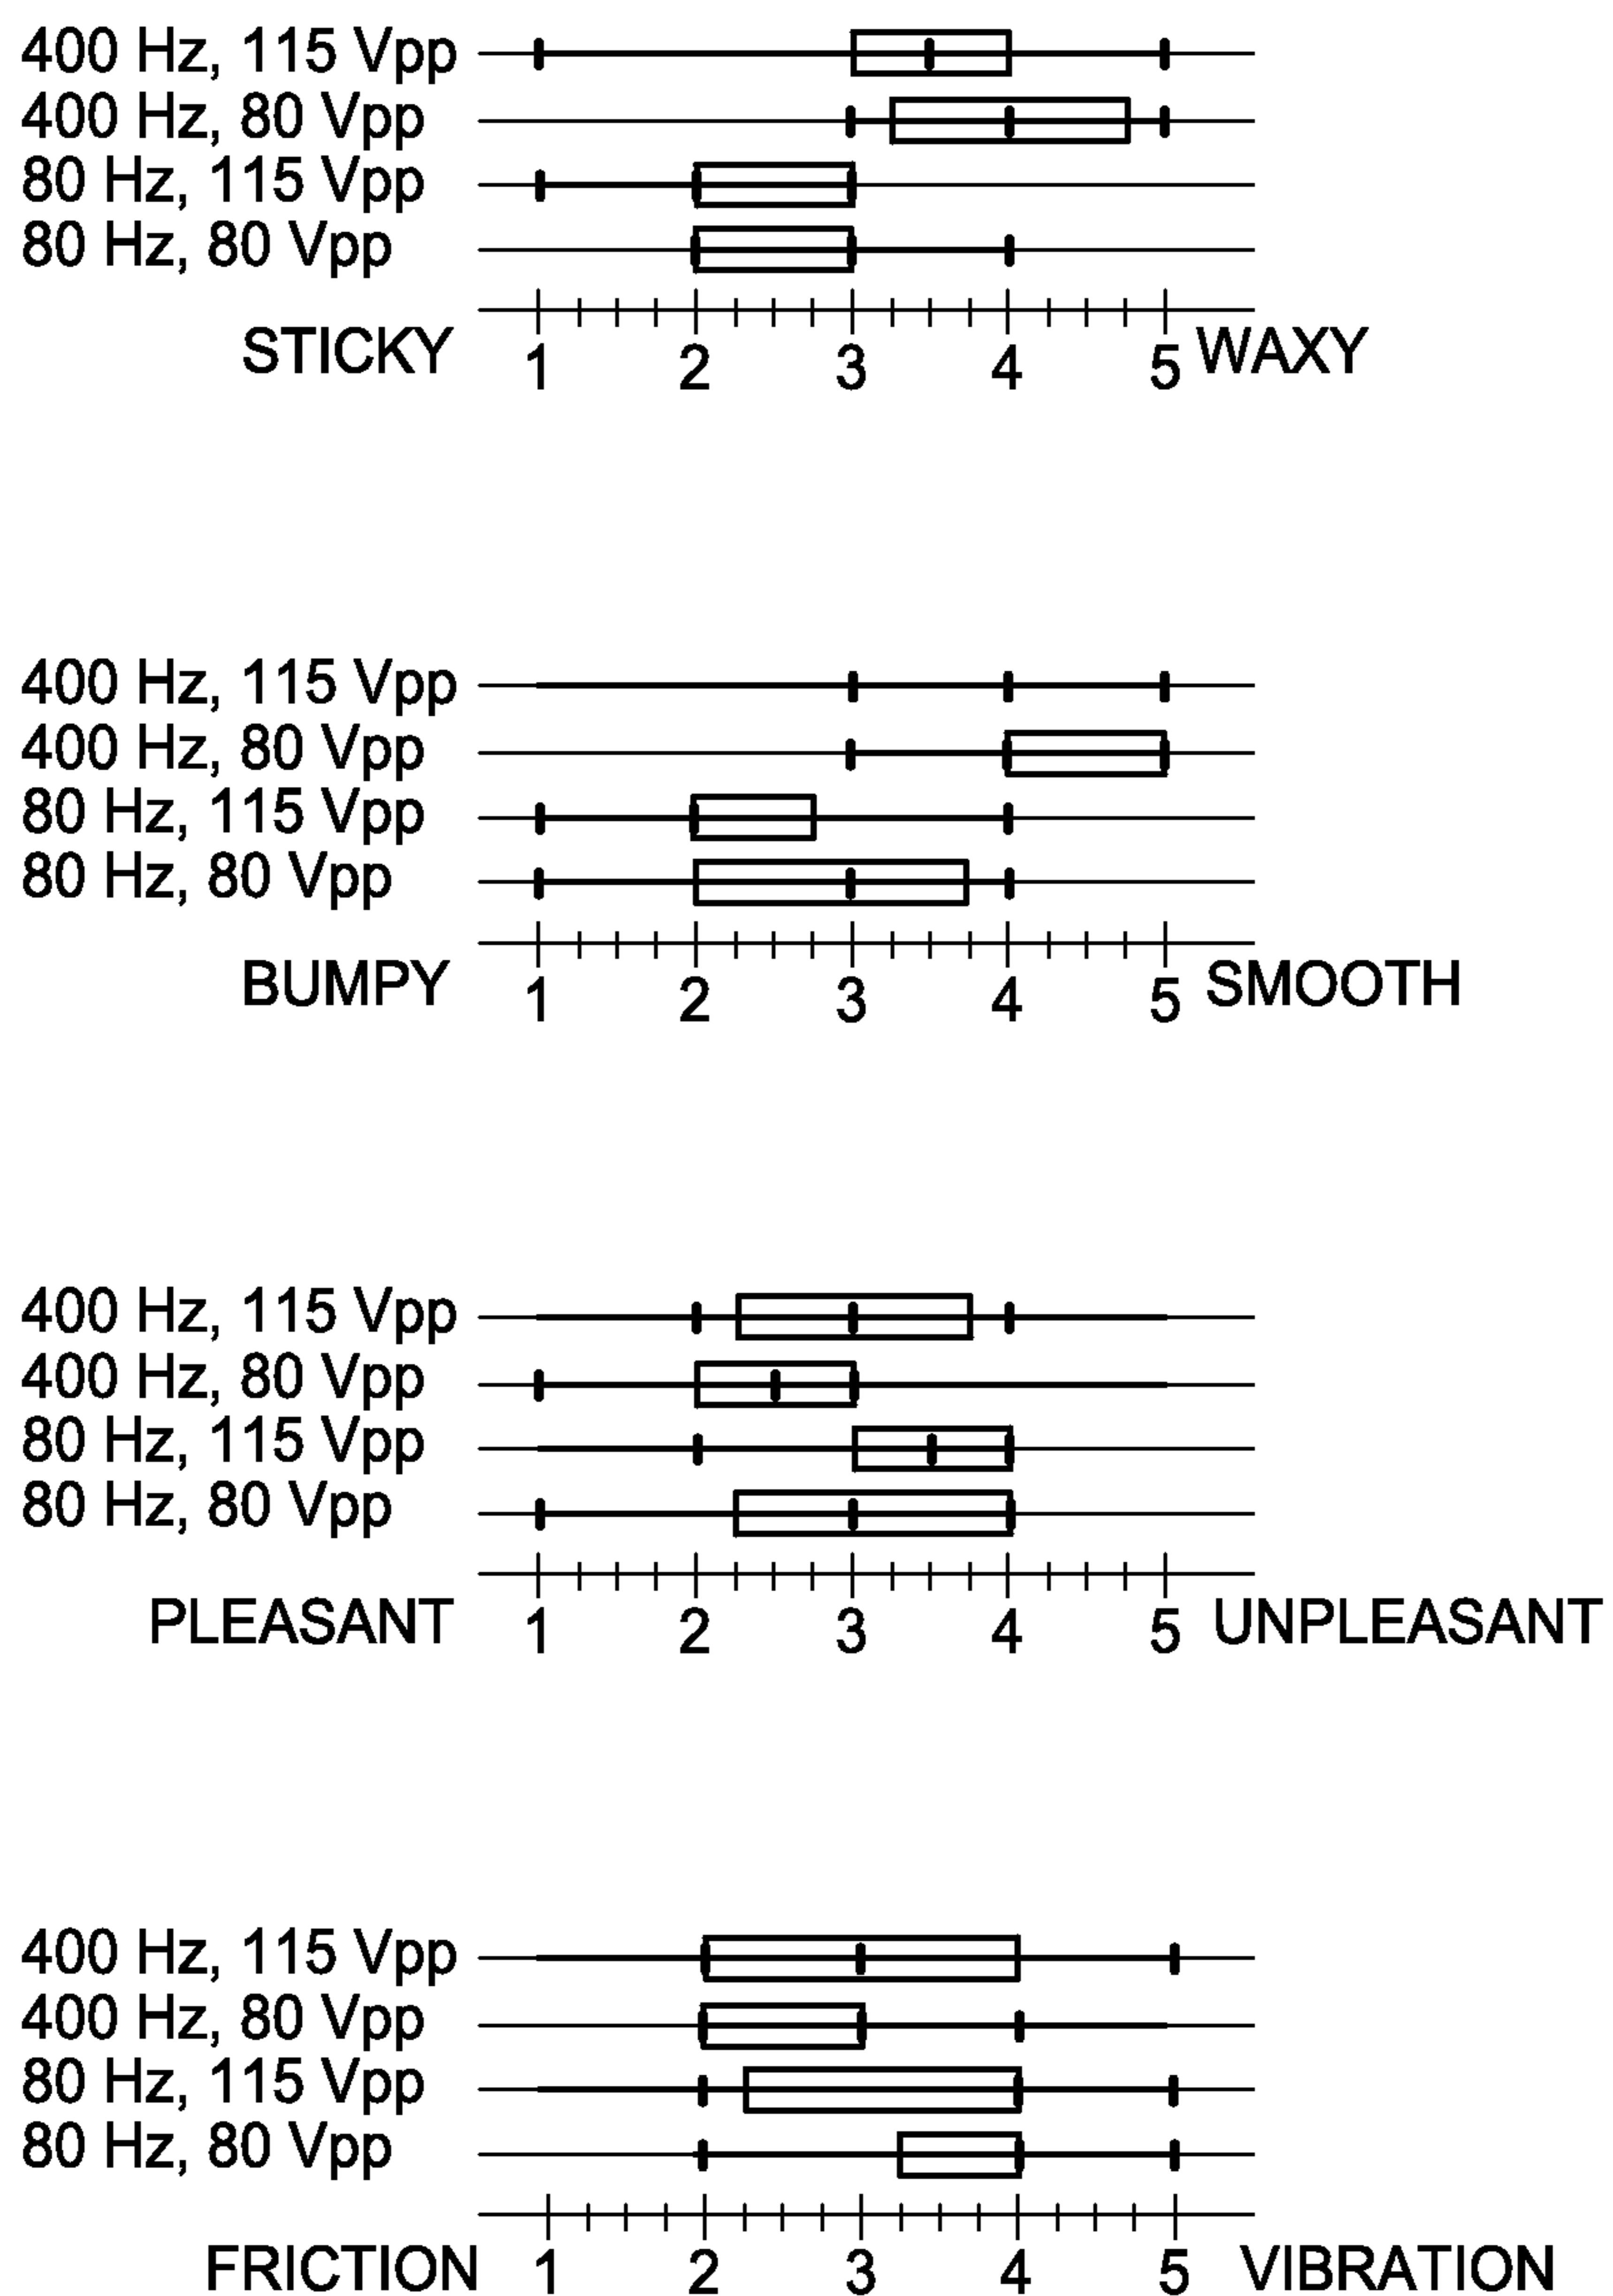 400 Hz, 115 Vpp
400 Hz, 80 Vpp
80 Hz, 115 Vpp
80 Hz, 80 Vpp
STICKY 1 2 3 4 5 WAXY
400 Hz, 115 Vpp
400 Hz, 80 Vpp
80 Hz, 115 Vpp
80 Hz, 80 Vpp
BUMPY 1 2 3 4 5 SMOOTH
400 Hz, 115 Vpp
400 Hz, 80 Vpp
80 Hz, 115 Vpp
80 Hz, 80 Vpp
PLEASANT 1 2 3 4 5 UNPLEASANT
400 Hz, 115 Vpp
400 Hz, 80 Vpp
80 Hz, 115 Vpp
80 Hz, 80 Vpp
FRICTION 1 2 3 4 5 VIBRATION